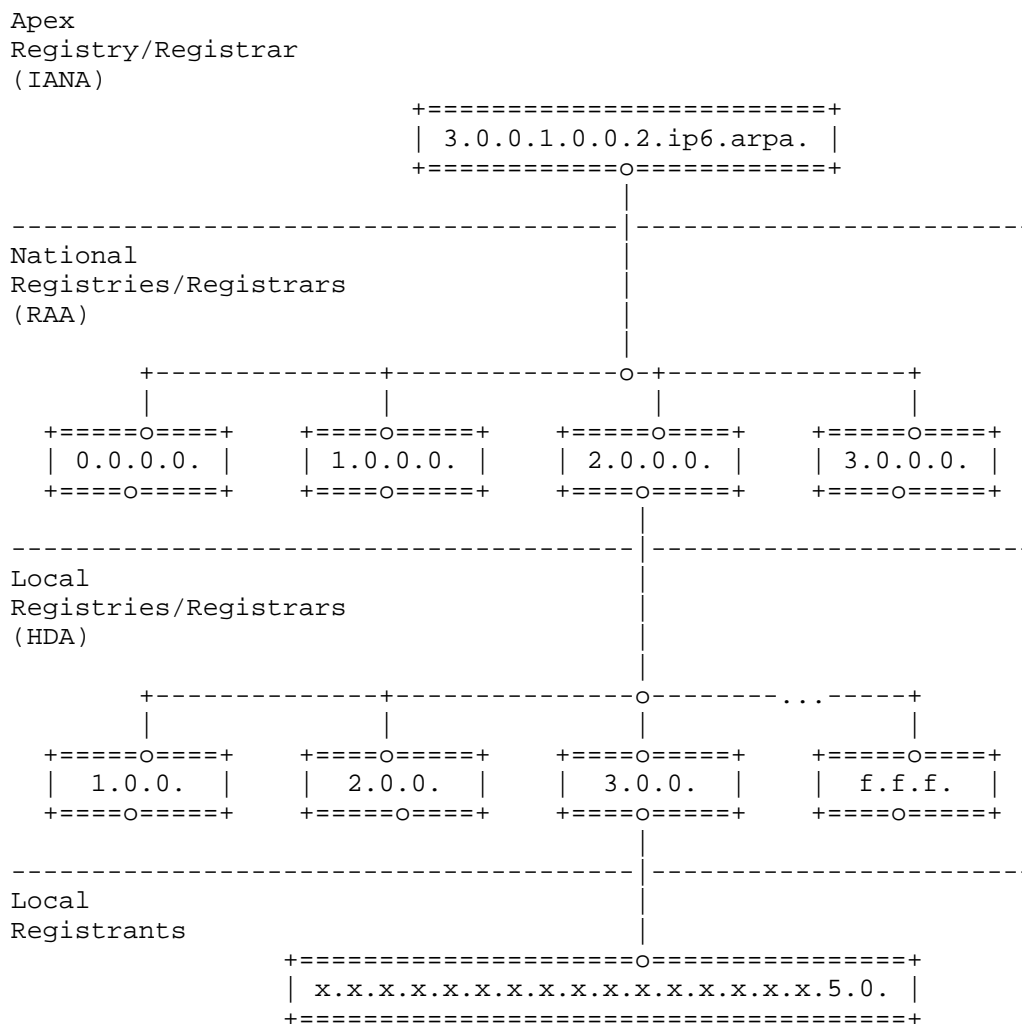 Apex
Registry/Registrar
(IANA)
3.0.0.1.0.0.2.ip6.arpa.
National
Registries/Registrars
(RAA)
0.0.0.0. 1.0.0.0. 2.0.0.0. 3.0.0.0.
Local
Registries/Registrars
(HDA)
...
1.0.0. 2.0.0. 3.0.0. f.f.f.
Local
Registrants
x.x.x.x.x.x.x.x.x.x.x.x.x.x.x.x.5.0.